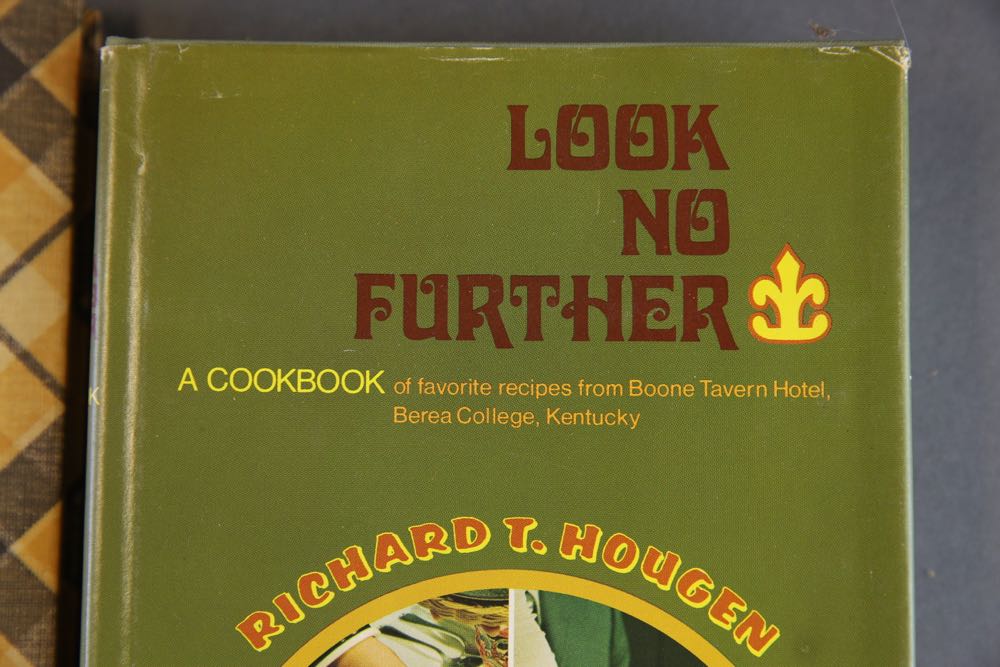 LOOK
NO
FURTHER
A COOKBOOK of favorite recipes from Boone Tavern Hotel,
Berea College, Kentucky
RICHARD T. HOUGEN
K